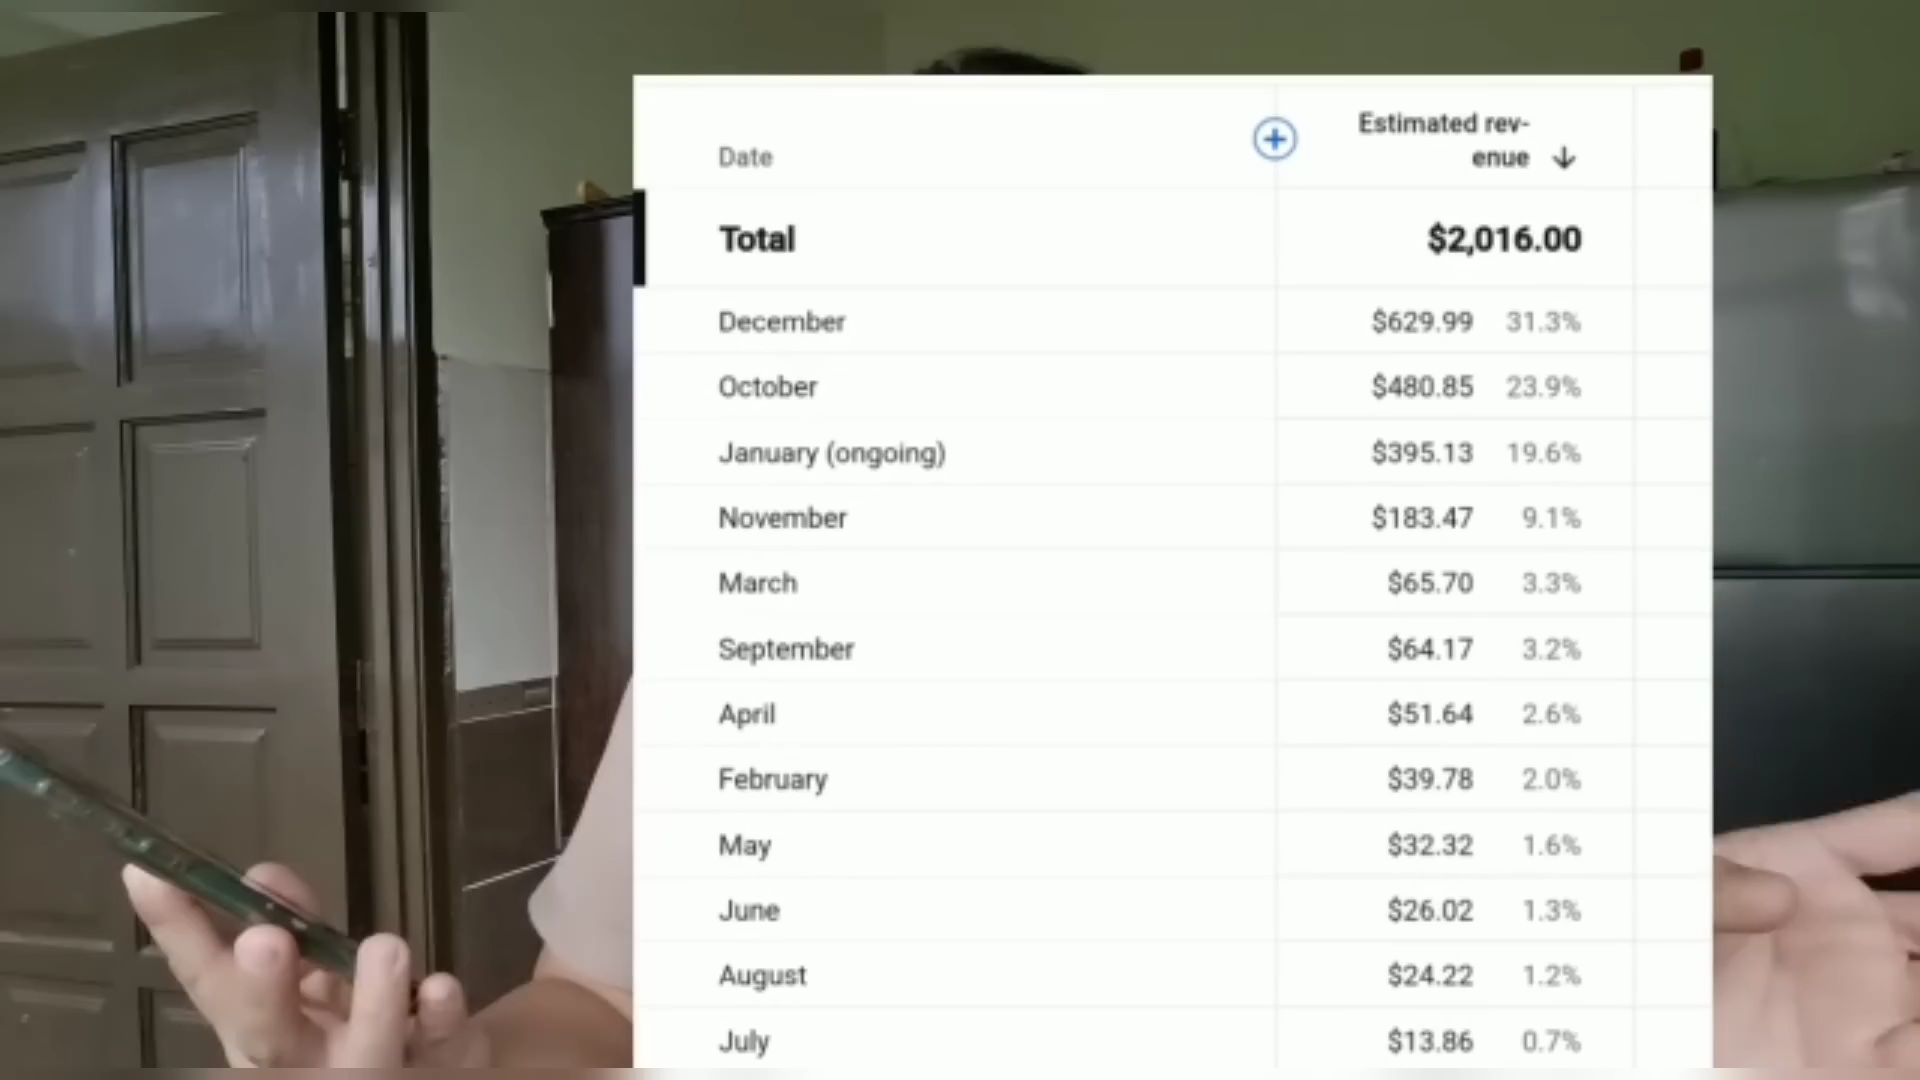 Date
Estimated rev-
enue
Total $2,016.00
December $629.99 31.3%
October $480.85 23.9%
January (ongoing) $395.13 19.6%
November $183.47 9.1%
March $65.70 3.3%
September $64.17 3.2%
April $51.64 2.6%
February $39.78 2.0%
May $32.32 1.6%
June $26.02 1.3%
August $24.22 1.2%
July $13.86 0.7%